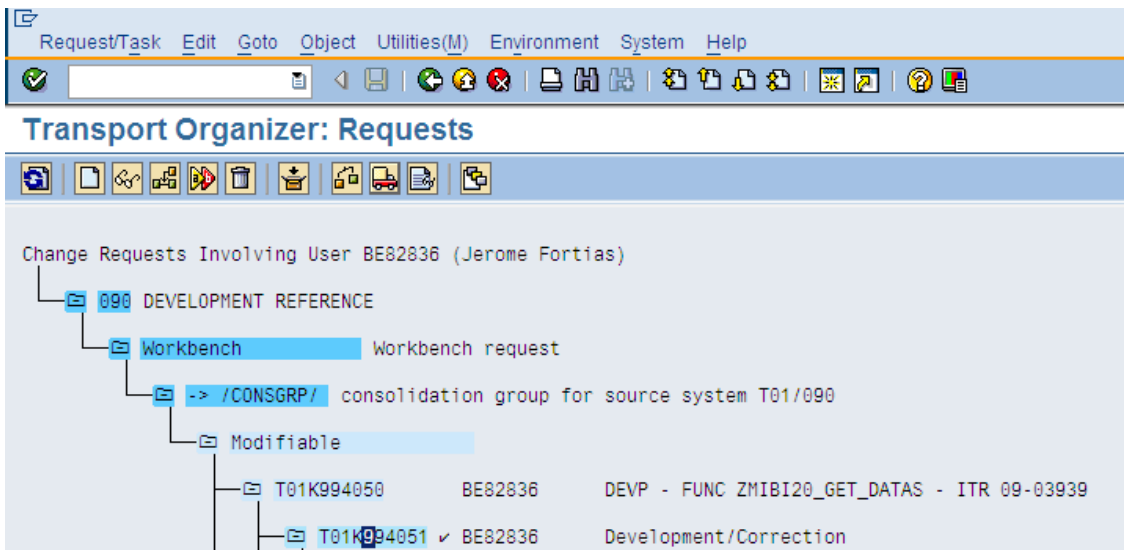 Request/Task Edit Goto Object Utilities(M) Environment System Help
Transport Organizer: Requests
Change Requests Involving User BE82836 (Jerome Fortias)
090 DEVELOPMENT REFERENCE
Workbench Workbench request
-> /CONSGRP/ consolidation group for source system T01/090
Modifiable
T01K994050 BE82836 DEVP - FUNC ZMIBI20_GET_DATAS - ITR 09-03939
T01K994051 ✓ BE82836 Development/Correction